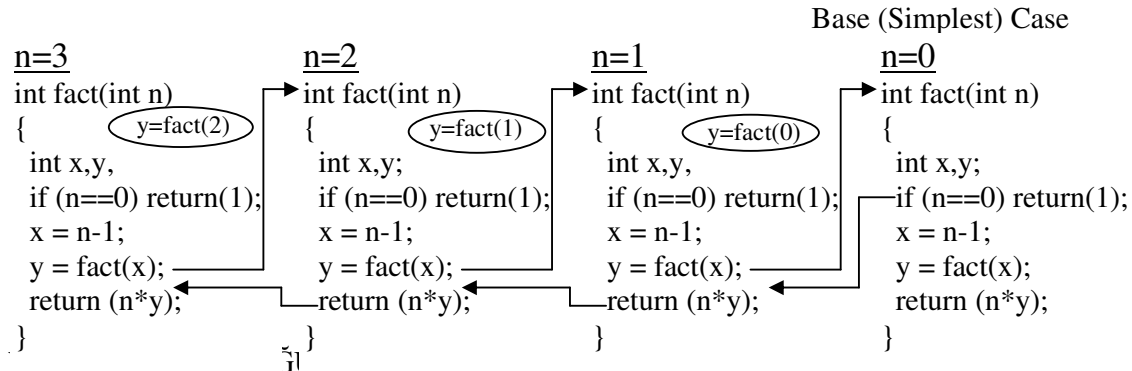 Base (Simplest) Case
n=3
int fact(int n)
{
y=fact(2)
int x,y,
if (n==0) return(1);
x = n-1;
y = fact(x);
return (n*y);
}
n=2
int fact(int n)
{
y=fact(1)
int x,y;
if (n==0) return(1);
x = n-1;
y = fact(x);
return (n*y);
}
n=1
int fact(int n)
{
y=fact(0)
int x,y;
if (n==0) return(1);
x = n-1;
y = fact(x);
return (n*y);
}
n=0
int fact(int n)
{
int x,y;
if (n==0) return(1);
x = n-1;
y = fact(x);
return (n*y);
}